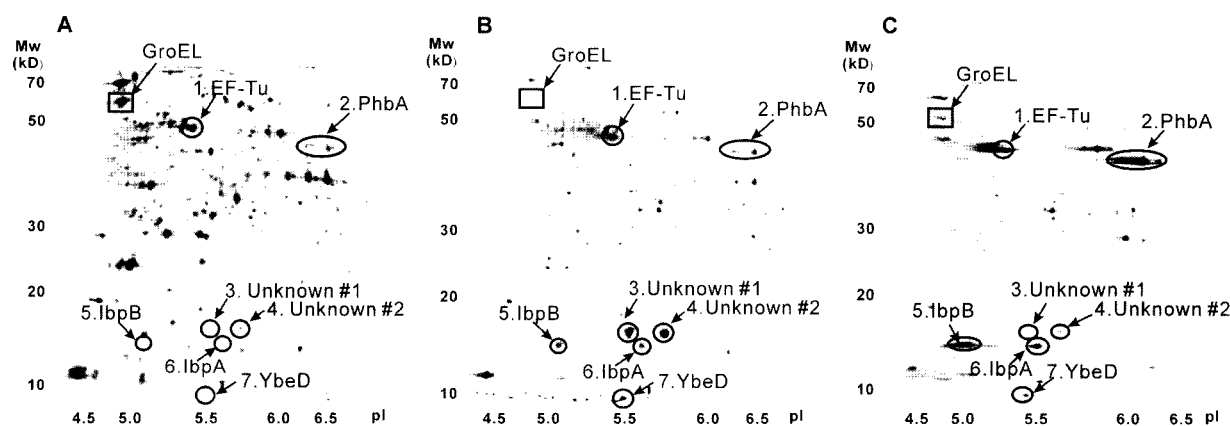 A
Mw
(kD)
GroEL
70
1.EF-Tu
2.PhbA
50
30
20
3. Unknown #1
4. Unknown #2
5.IbpB
6.IbpA
10
7.YbeD
4.5 5.0 5.5 6.0 6.5 pI
B
Mw
(kD)
GroEL
70
1.EF-Tu
2.PhbA
50
30
20
3.Unknown #1
4.Unknown #2
5.IbpB
6.IbpA
10
7.YbeD
4.5 5.0 5.5 6.0 6.5 pI
C
Mw
(kD)
GroEL
70
1.EF-Tu
2.PhbA
50
30
20
3.Unknown #1
4.Unknown #2
5.IbpB
6.IbpA
10
7.YbeD
4.5 5.0 5.5 6.0 6.5 pI